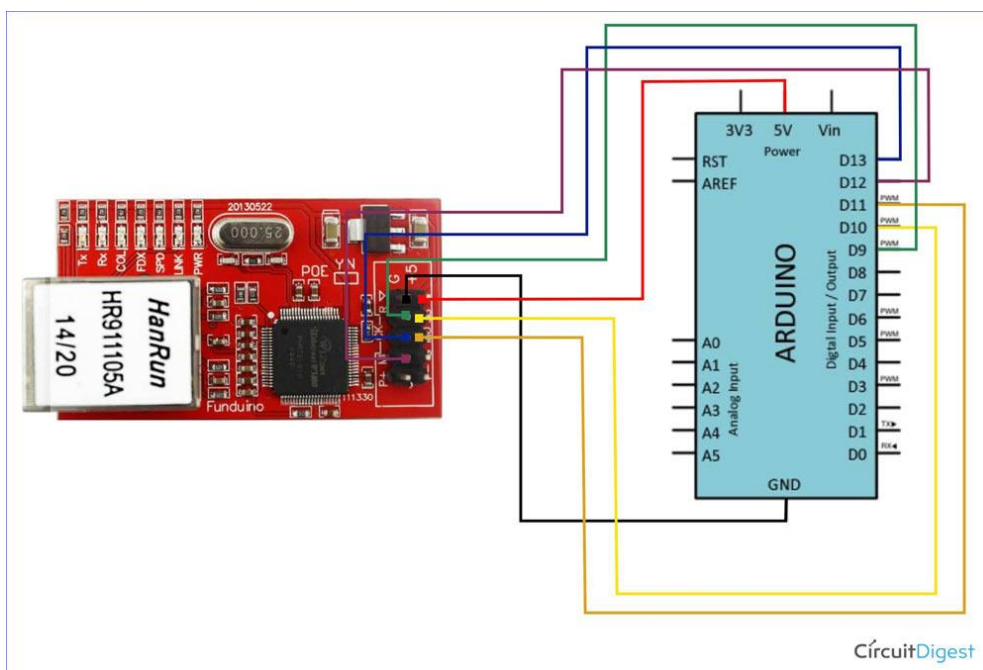 20130522
25.000
Tx
Rx
COL
FDX
SPD
LINK
PWR
POE
Y N
G
+5
R
HanRun
HR911105A
14/20
Funduino
3V3 5V Vin
Power
RST
AREF
A0
A1
A2
A3
A4
A5
Analog Input
ARDUINO
Digtal Input / Output
D13
D12
PWM
D11
PWM
D10
PWM
D9
D8
D7
PWM
D6
PWM
D5
D4
PWM
D3
D2
TX▶
D1
RX◀
D0
GND
CircuitDigest